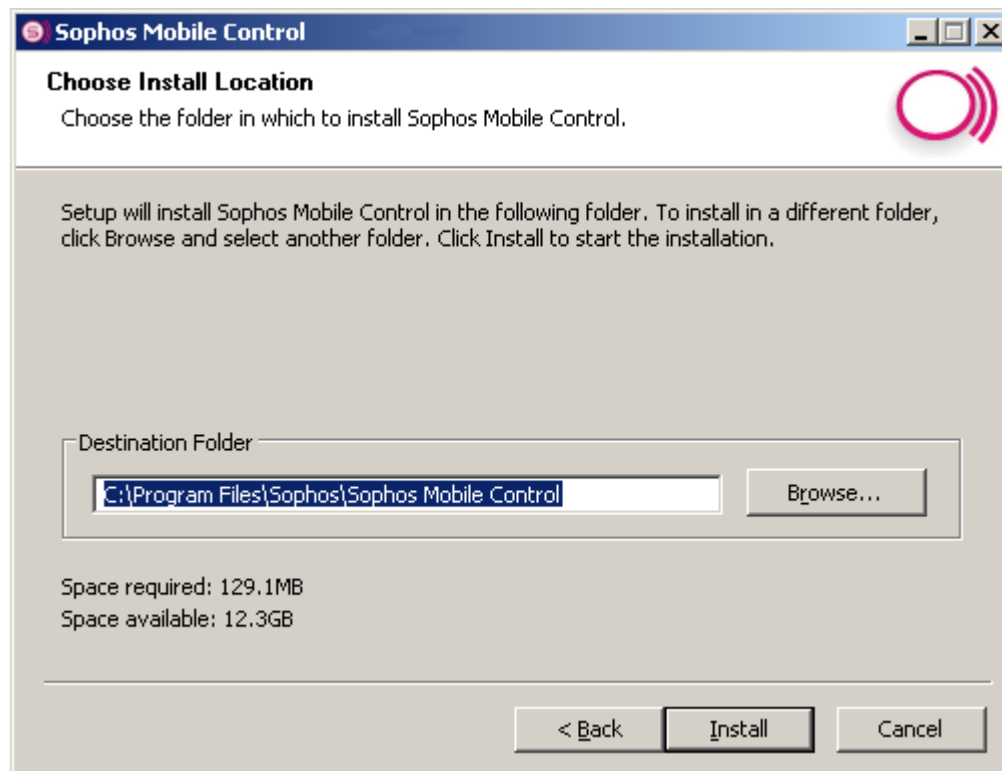 Sophos Mobile Control
Choose Install Location
Choose the folder in which to install Sophos Mobile Control.
Setup will install Sophos Mobile Control in the following folder. To install in a different folder,
click Browse and select another folder. Click Install to start the installation.
Destination Folder
C:\Program Files\Sophos\Sophos Mobile Control
Browse...
Space required: 129.1MB
Space available: 12.3GB
< Back
Install
Cancel